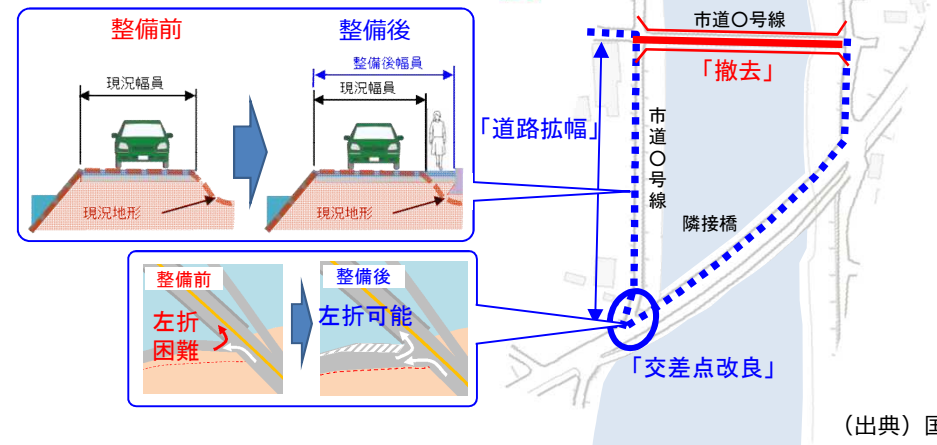 整備前
整備後
整備後幅員
現況幅員
現況幅員
現況地形
現況地形
市道〇号線
「撤去」
「道路拡幅」
市道〇号線
隣接橋
整備前
左折
困難
整備後
左折可能
「交差点改良」
（出典）国